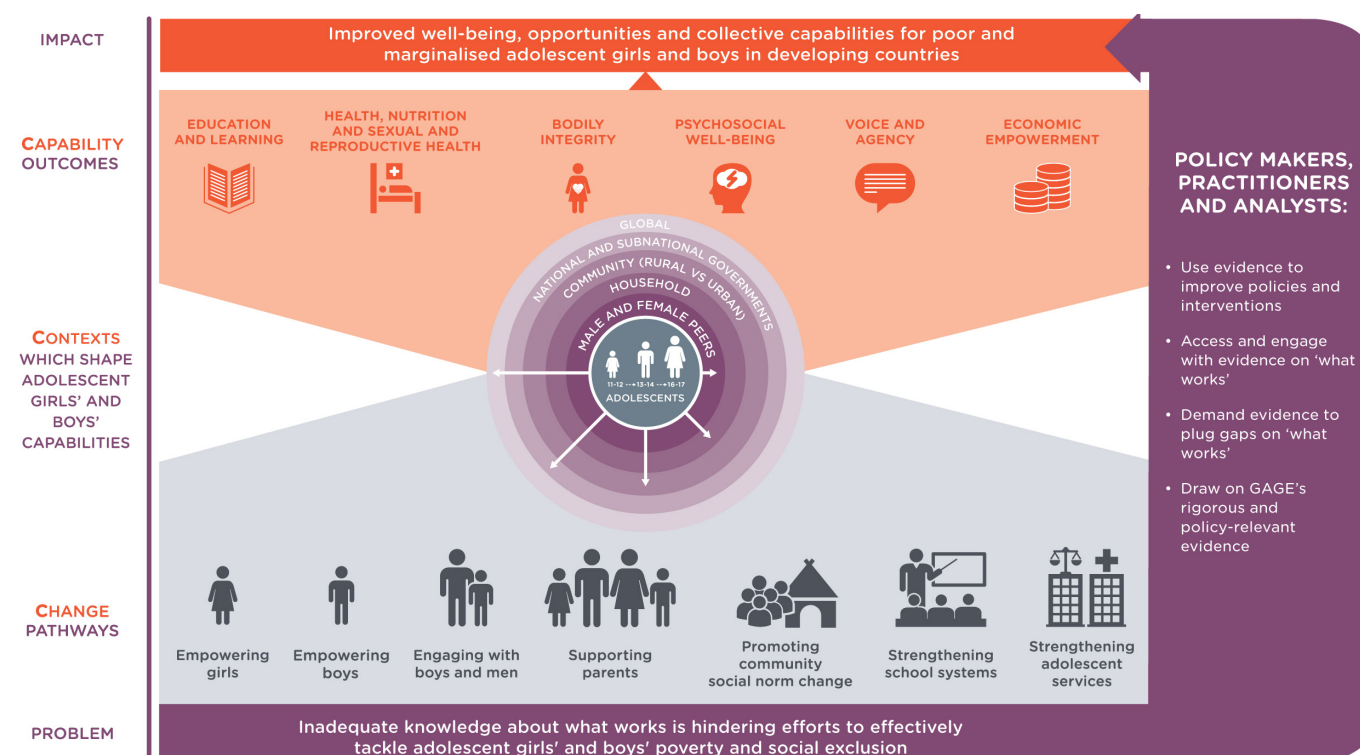 IMPACT
Improved well-being, opportunities and collective capabilities for poor and
marginalised adolescent girls and boys in developing countries
CAPABILITY
OUTCOMES
EDUCATION
AND LEARNING
HEALTH, NUTRITION
AND SEXUAL AND
REPRODUCTIVE HEALTH
BODILY
INTEGRITY
PSYCHOSOCIAL
WELL-BEING
VOICE AND
AGENCY
ECONOMIC
EMPOWERMENT
CONTEXTS
WHICH SHAPE
ADOLESCENT
GIRLS' AND
BOYS'
CAPABILITIES
GLOBAL
NATIONAL AND SUBNATIONAL GOVERNMENTS
COMMUNITY (RURAL VS URBAN)
HOUSEHOLD
MALE AND FEMALE PEERS
11-12 --+13-14 --+16-17
ADOLESCENTS
CHANGE
PATHWAYS
Empowering
girls
Empowering
boys
Engaging with
boys and men
Supporting
parents
Promoting
community
social norm change
Strengthening
school systems
Strengthening
adolescent
services
PROBLEM
Inadequate knowledge about what works is hindering efforts to effectively
tackle adolescent girls' and boys' poverty and social exclusion
POLICY MAKERS,
PRACTITIONERS
AND ANALYSTS:
• Use evidence to
improve policies and
interventions
• Access and engage
with evidence on 'what
works'
• Demand evidence to
plug gaps on 'what
works'
• Draw on GAGE's
rigorous and
policy-relevant
evidence